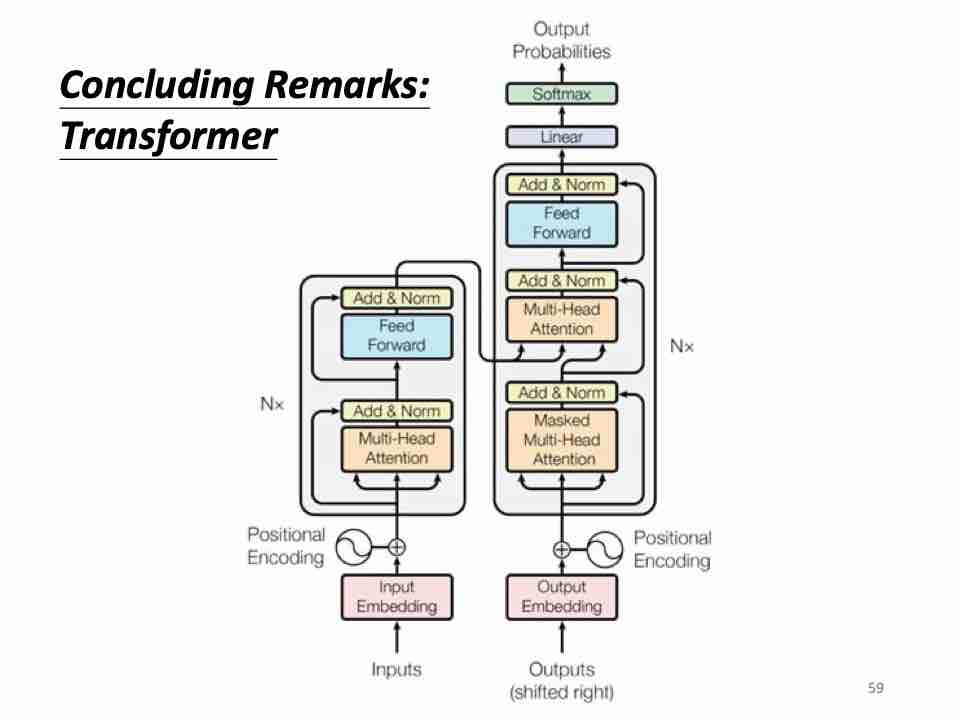 Concluding Remarks:
Transformer
Output
Probabilities
Softmax
Linear
Add & Norm
Feed
Forward
Add & Norm
Multi-Head
Attention
Add & Norm
Masked
Multi-Head
Attention
Nx
Add & Norm
Feed
Forward
Add & Norm
Multi-Head
Attention
Nx
Positional
Encoding
Positional
Encoding
Input
Embedding
Output
Embedding
Inputs
Outputs
(shifted right)
59